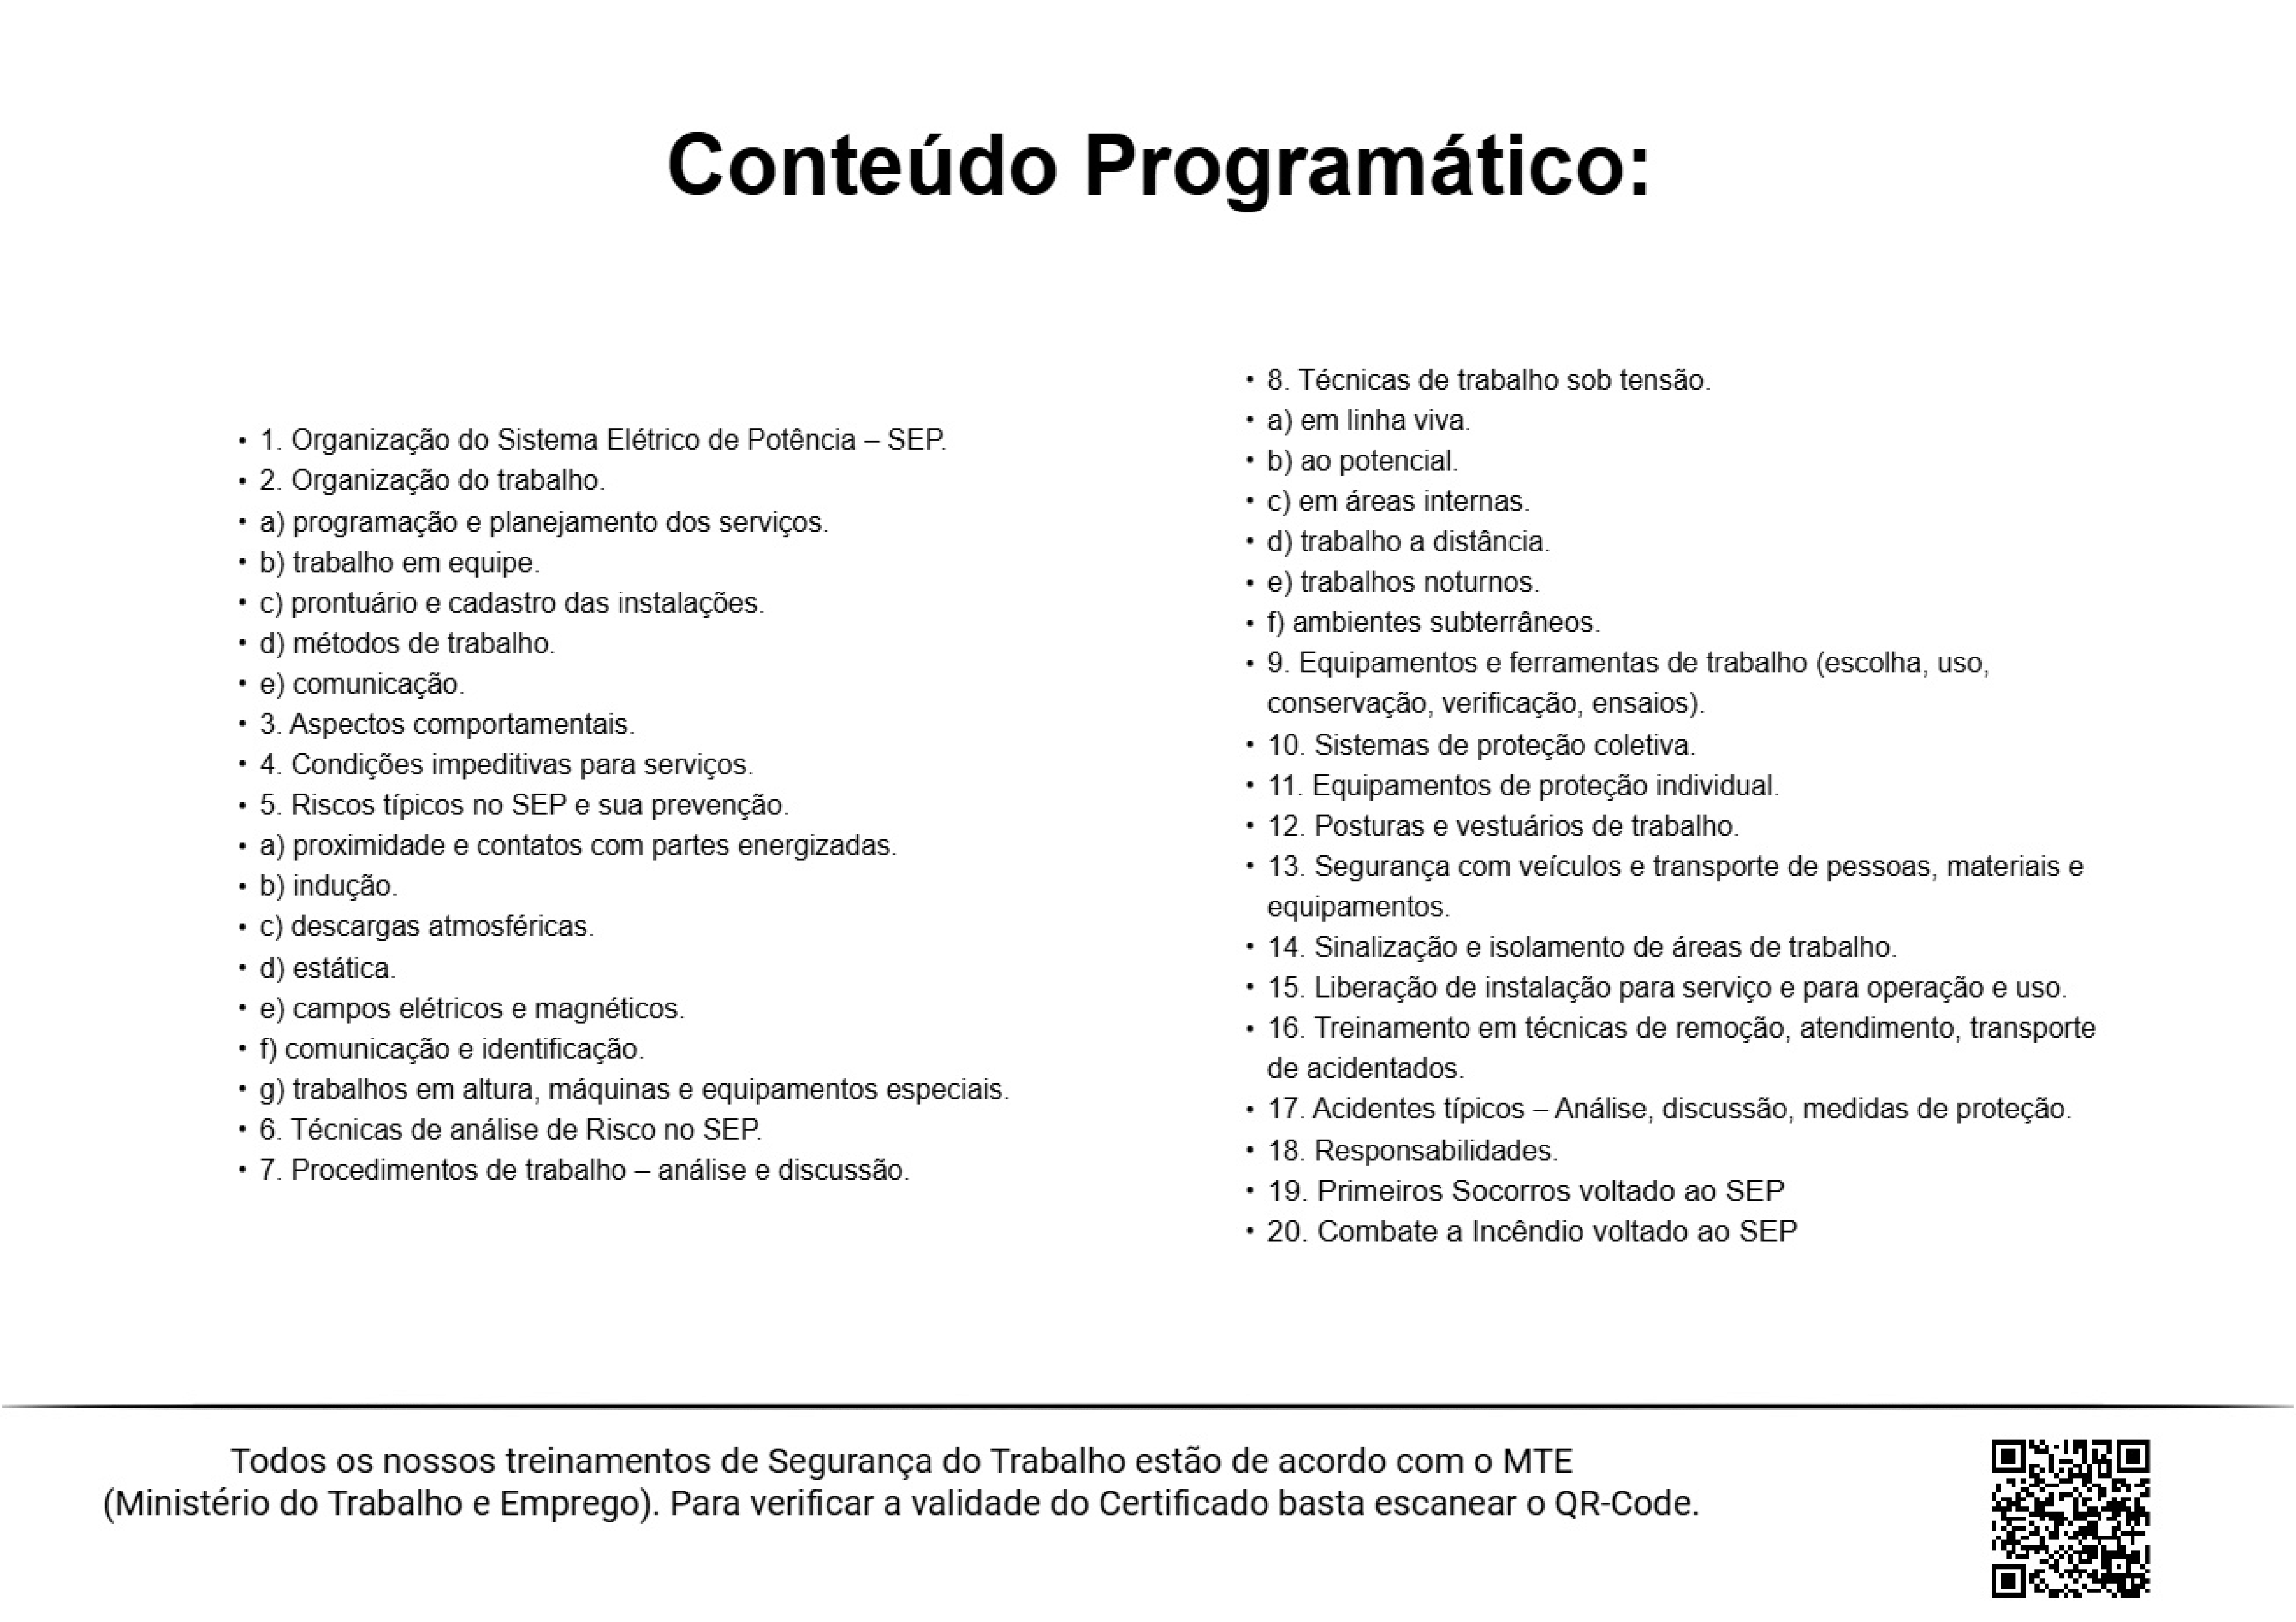 Conteúdo Programático:
• 1. Organização do Sistema Elétrico de Potência – SEP.
• 2. Organização do trabalho.
• a) programação e planejamento dos serviços.
• b) trabalho em equipe.
• c) prontuário e cadastro das instalações.
• d) métodos de trabalho.
• e) comunicação.
• 3. Aspectos comportamentais.
• 4. Condições impeditivas para serviços.
• 5. Riscos típicos no SEP e sua prevenção.
• a) proximidade e contatos com partes energizadas.
• b) indução.
• c) descargas atmosféricas.
• d) estática.
• e) campos elétricos e magnéticos.
• f) comunicação e identificação.
• g) trabalhos em altura, máquinas e equipamentos especiais.
• 6. Técnicas de análise de Risco no SEP.
• 7. Procedimentos de trabalho – análise e discussão.
• 8. Técnicas de trabalho sob tensão.
• a) em linha viva.
• b) ao potencial.
• c) em áreas internas.
• d) trabalho a distância.
• e) trabalhos noturnos.
• f) ambientes subterrâneos.
• 9. Equipamentos e ferramentas de trabalho (escolha, uso,
conservação, verificação, ensaios).
• 10. Sistemas de proteção coletiva.
• 11. Equipamentos de proteção individual.
• 12. Posturas e vestuários de trabalho.
• 13. Segurança com veículos e transporte de pessoas, materiais e
equipamentos.
• 14. Sinalização e isolamento de áreas de trabalho.
• 15. Liberação de instalação para serviço e para operação e uso.
• 16. Treinamento em técnicas de remoção, atendimento, transporte
de acidentados.
• 17. Acidentes típicos – Análise, discussão, medidas de proteção.
• 18. Responsabilidades.
• 19. Primeiros Socorros voltado ao SEP
• 20. Combate a Incêndio voltado ao SEP
Todos os nossos treinamentos de Segurança do Trabalho estão de acordo com o MTE
(Ministério do Trabalho e Emprego). Para verificar a validade do Certificado basta escanear o QR-Code.